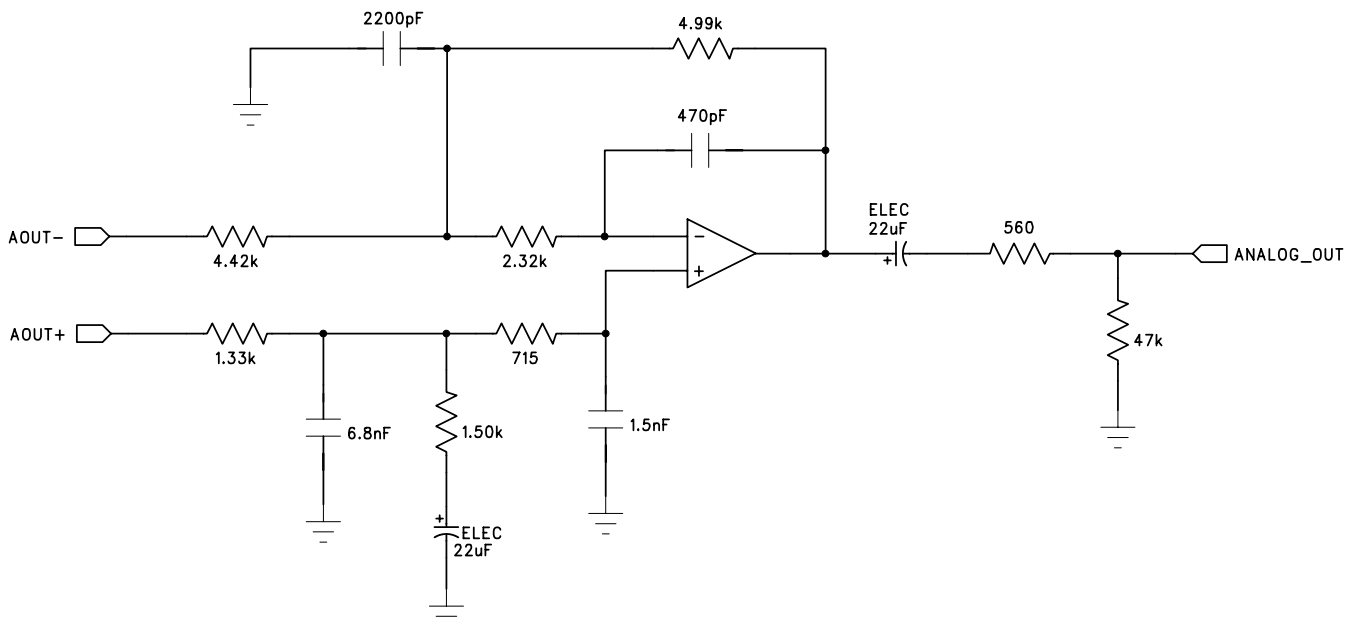 2200pF
4.99k
470pF
AOUT-
4.42k
2.32k
-
+
ELEC
22uF
+
560
ANALOG_OUT
AOUT+
1.33k
715
47k
6.8nF
1.50k
1.5nF
+
ELEC
22uF